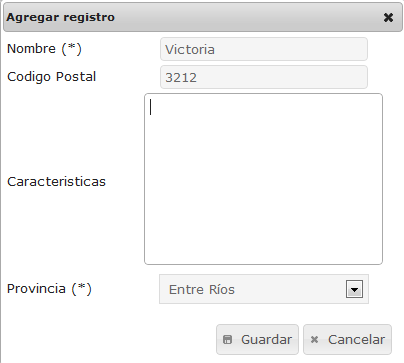 Agregar registro
Nombre (*) Victoria
Codigo Postal 3212
Caracteristicas
Provincia (*) Entre Ríos
Guardar Cancelar